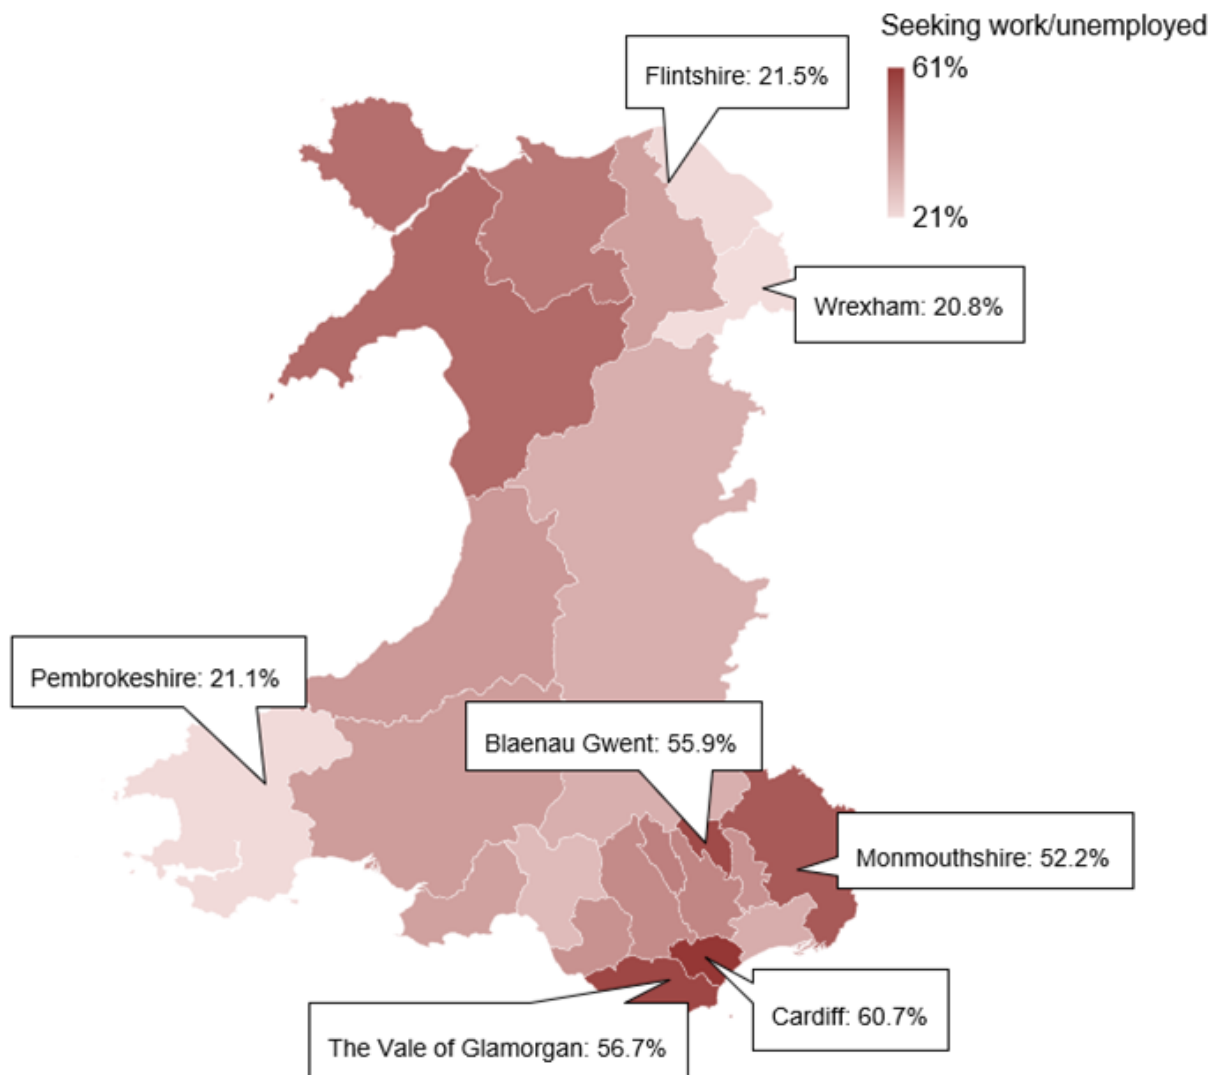 Seeking work/unemployed
61%
21%
Flintshire: 21.5%
Wrexham: 20.8%
Pembrokeshire: 21.1%
Blaenau Gwent: 55.9%
Monmouthshire: 52.2%
Cardiff: 60.7%
The Vale of Glamorgan: 56.7%